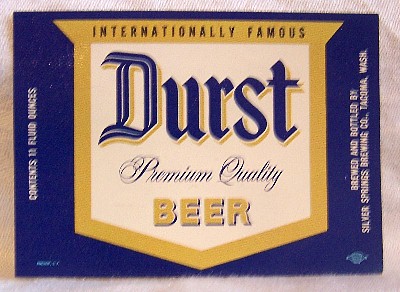 INTERNATIONALLY FAMOUS
Durst
Premium Quality
BEER
CONTENTS 11 FLUID OUNCES
BREWED AND BOTTLED BY
SILVER SPRINGS BREWING CO., TACOMA, WASH.